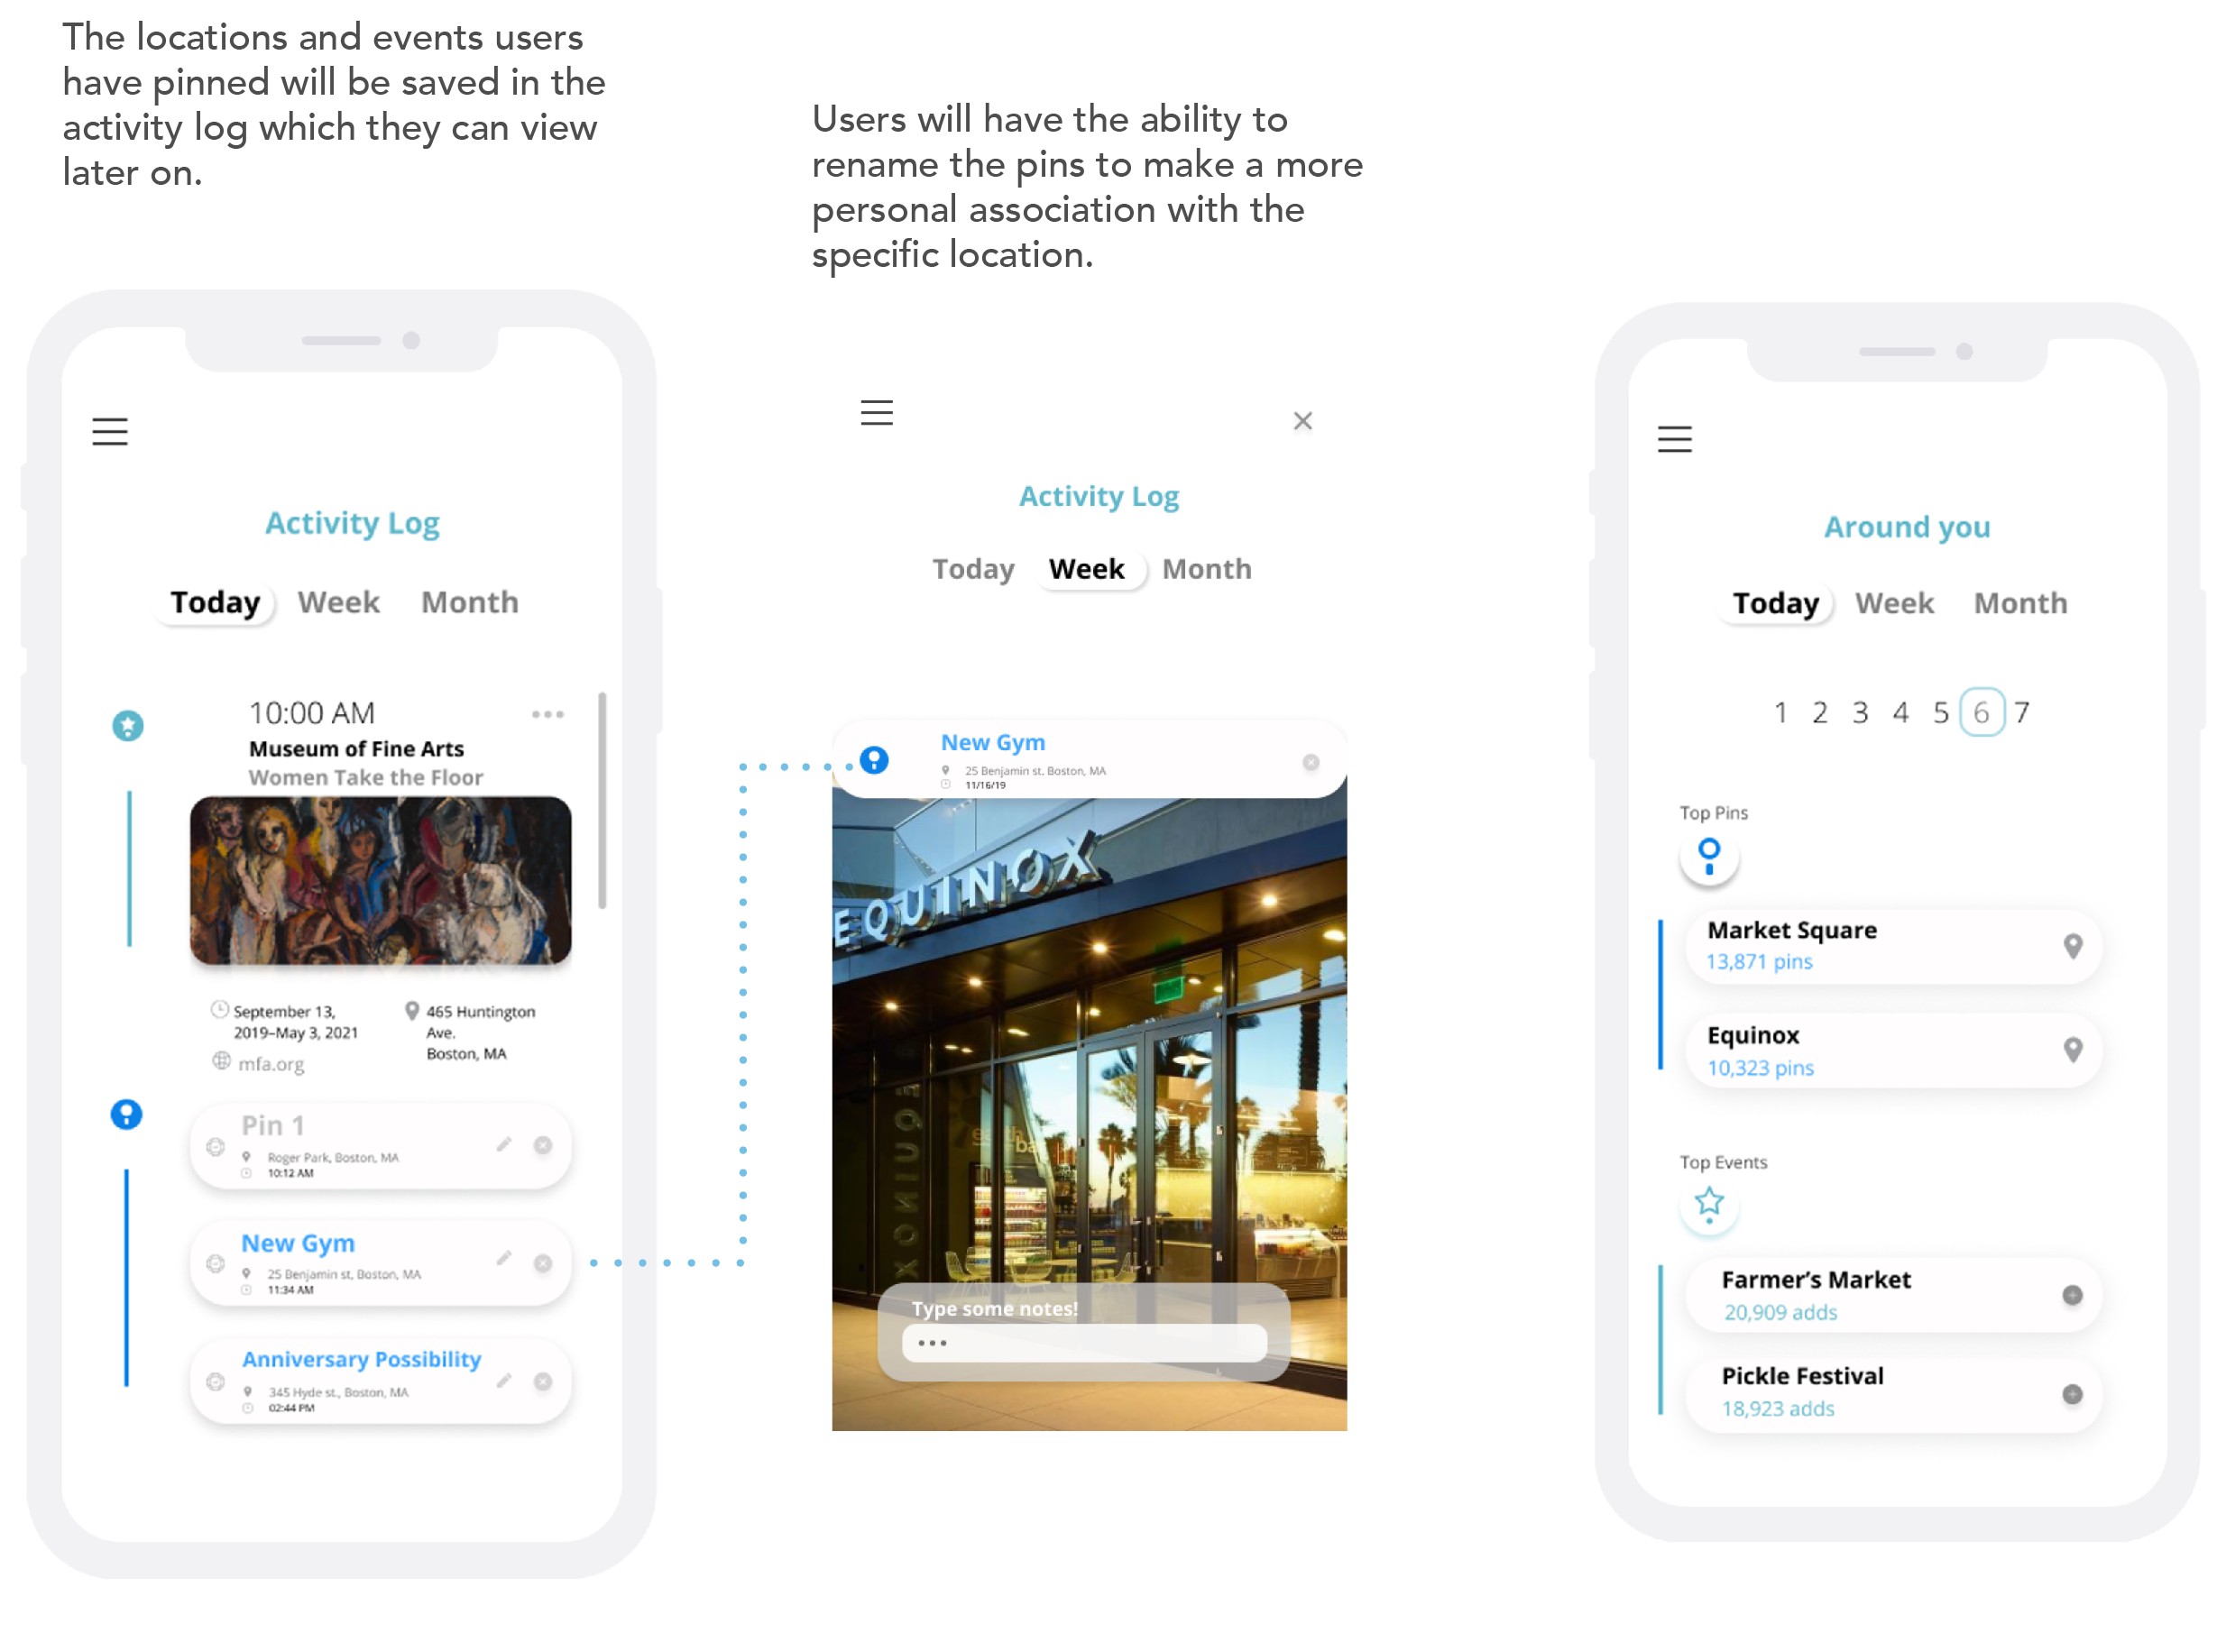 The locations and events users
have pinned will be saved in the
activity log which they can view
later on.
Users will have the ability to
rename the pins to make a more
personal association with the
specific location.
Activity Log
Today Week Month
10:00 AM
Museum of Fine Arts
Women Take the Floor
September 13,
2019–May 3, 2021
465 Huntington
Ave.
Boston, MA
mfa.org
Pin 1
Roger Park, Boston, MA
10:12 AM
New Gym
25 Benjamin st, Boston, MA
11:34 AM
Anniversary Possibility
345 Hyde st., Boston, MA
02:44 PM
Activity Log
Today Week Month
New Gym
25 Benjamin st. Boston, MA
11/16/19
EQUINOX
EQUINOX
Type some notes!
Around you
Today Week Month
1 2 3 4 5 6 7
Top Pins
Market Square
13,871 pins
Equinox
10,323 pins
Top Events
Farmer’s Market
20,909 adds
Pickle Festival
18,923 adds